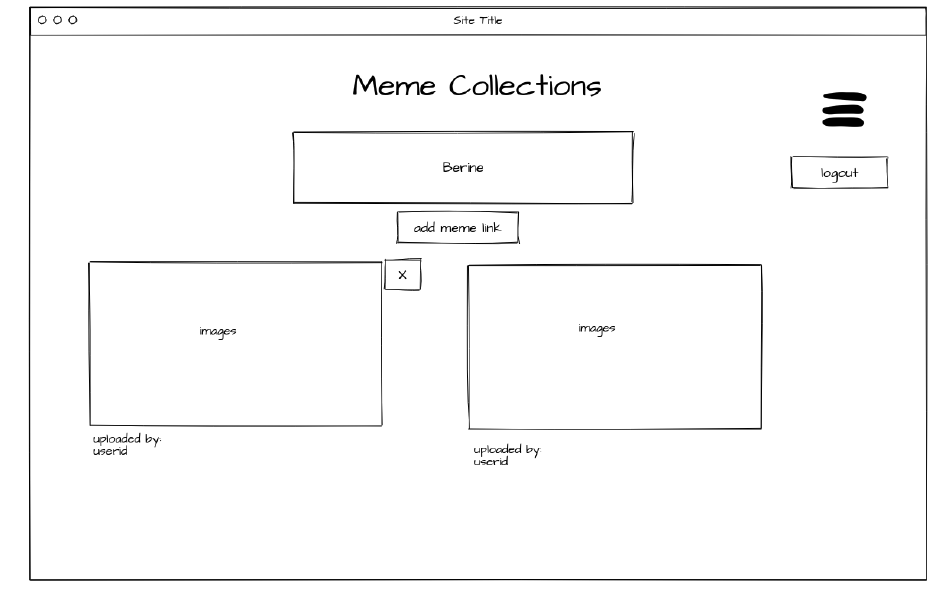 Site Title
Meme Collections
Berine
logout
add meme link
X
images
images
uploaded by:
userid
uploaded by:
userid